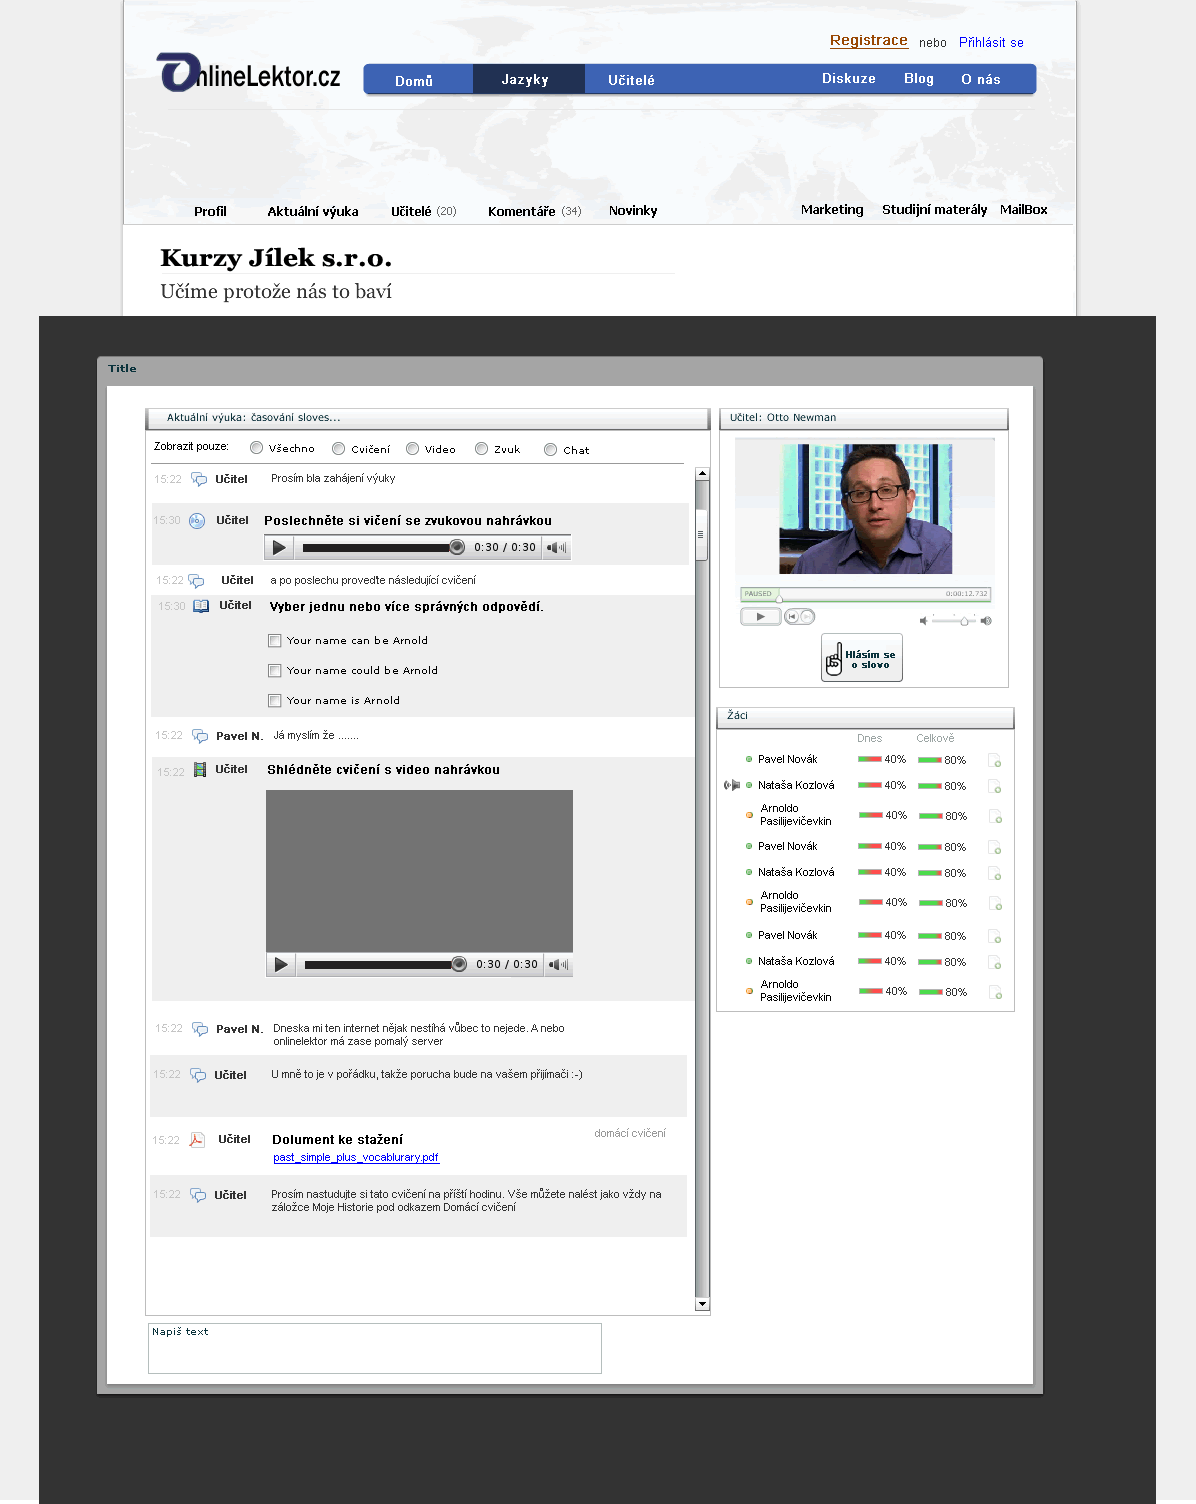 Registrace nebo Přihlásit se
OnlineLektor.cz
Domů Jazyky Učitelé Diskuze Blog O nás
Profil Aktuální výuka Učitelé (20) Komentáře (34) Novinky Marketing Studijní materály MailBox
Kurzy Jílek s.r.o.
Učíme protože nás to baví
Title
Aktuální výuka: časování sloves...
Zobrazit pouze: Všechno Cvičení Video Zvuk Chat
15:22 Učitel Prosím bla zahájení výuky
15:30 Učitel Poslechněte si vičení se zvukovou nahrávkou
0:30 / 0:30
15:22 Učitel a po poslechu proveďte následující cvičení
15:30 Učitel Vyber jednu nebo více správných odpovědí.
Your name can be Arnold
Your name could be Arnold
Your name is Arnold
15:22 Pavel N. Já myslím že .......
15:22 Učitel Shlédněte cvičení s video nahrávkou
0:30 / 0:30
15:22 Pavel N. Dneska mi ten internet nějak nestíhá vůbec to nejede. A nebo
onlinelektor má zase pomalý server
15:22 Učitel U mně to je v pořádku, takže porucha bude na vašem přijímači :-)
15:22 Učitel Dolument ke stažení domácí cvičení
past_simple_plus_vocablurary.pdf
15:22 Učitel Prosím nastudujte si tato cvičení na příští hodinu. Vše můžete nalést jako vždy na
záložce Moje Historie pod odkazem Domácí cvičení
Napiš text
Učitel: Otto Newman
PAUSED 0:00:12.732
Hlásím se
o slovo
Žáci
Dnes Celkově
Pavel Novák 40% 80%
Nataša Kozlová 40% 80%
Arnoldo
Pasilijevičevkin 40% 80%
Pavel Novák 40% 80%
Nataša Kozlová 40% 80%
Arnoldo
Pasilijevičevkin 40% 80%
Pavel Novák 40% 80%
Nataša Kozlová 40% 80%
Arnoldo
Pasilijevičevkin 40% 80%